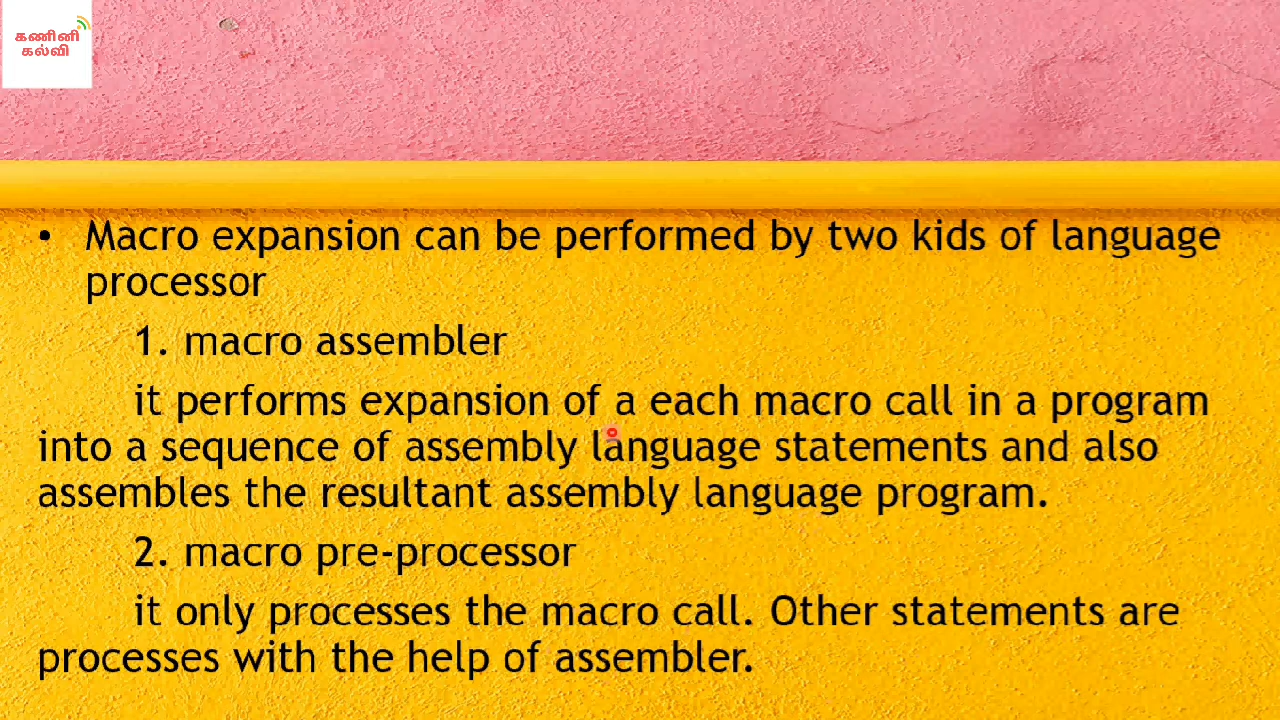 கணினி
கல்வி
• Macro expansion can be performed by two kids of language
processor
1. macro assembler
it performs expansion of a each macro call in a program
into a sequence of assembly language statements and also
assembles the resultant assembly language program.
2. macro pre-processor
it only processes the macro call. Other statements are
processes with the help of assembler.